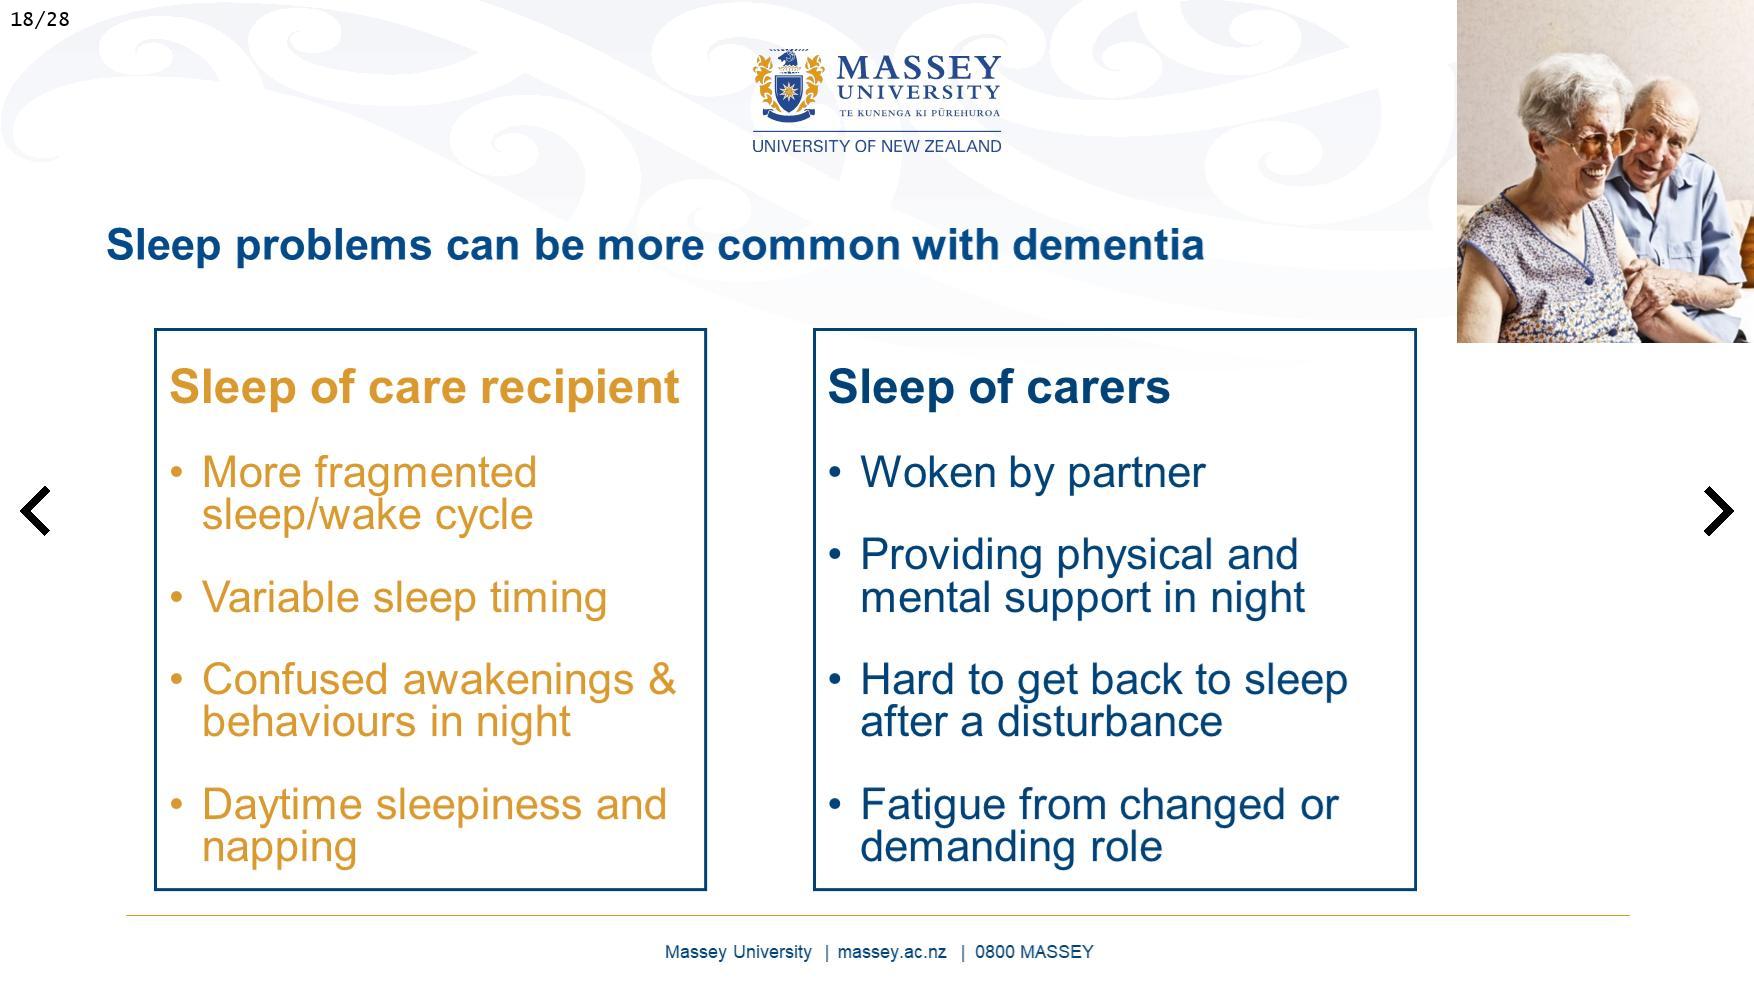 18/28
MASSEY
UNIVERSITY
TE KUNENGA KI PŪREHUROA
UNIVERSITY OF NEW ZEALAND
Sleep problems can be more common with dementia
Sleep of care recipient
• More fragmented
sleep/wake cycle
• Variable sleep timing
• Confused awakenings &
behaviours in night
• Daytime sleepiness and
napping
Sleep of carers
• Woken by partner
• Providing physical and
mental support in night
• Hard to get back to sleep
after a disturbance
• Fatigue from changed or
demanding role
Massey University | massey.ac.nz | 0800 MASSEY